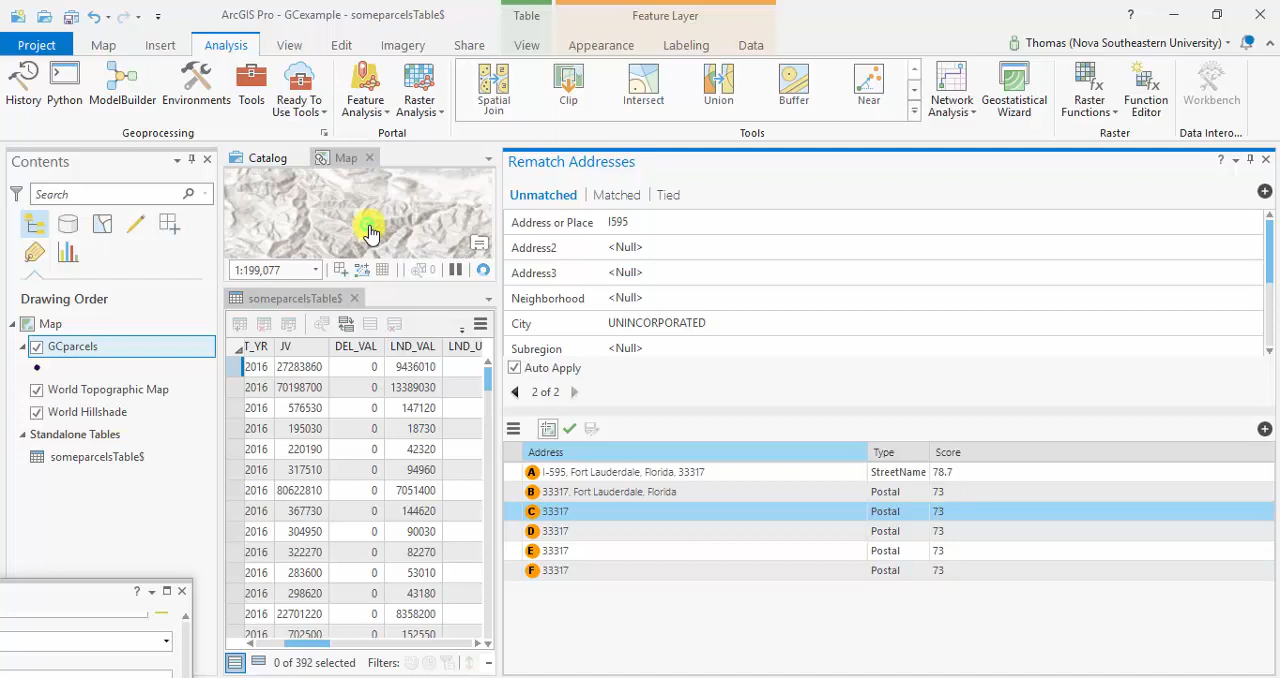 ArcGIS Pro - GCexample - someparcelsTable$
Table
Feature Layer
?
Project
Map
Insert
Analysis
View
Edit
Imagery
Share
View
Appearance
Labeling
Data
Thomas (Nova Southeastern University)
History
Python
ModelBuilder
Environments
Tools
Ready To
Use Tools
Feature
Analysis
Raster
Analysis
Spatial
Join
Clip
Intersect
Union
Buffer
Near
Network
Analysis
Geostatistical
Wizard
Raster
Functions
Function
Editor
Workbench
Geoprocessing
Portal
Tools
Raster
Data Intero...
Contents
Search
Drawing Order
Map
GCparcels
World Topographic Map
World Hillshade
Standalone Tables
someparcelsTable$
?
Catalog
Map
1:199,077
0
someparcelsTable$
T_YR JV DEL_VAL LND_VAL LND_U
2016 27283860 0 9436010
2016 70198700 0 13389030
2016 576530 0 147120
2016 195030 0 18730
2016 220190 0 42320
2016 317510 0 94960
2016 80622810 0 7051400
2016 367730 0 144620
2016 304950 0 90030
2016 322270 0 82270
2016 283600 0 53010
2016 298620 0 43180
2016 22701220 0 8358200
2016 702500 0 152550
0 of 392 selected
Filters:
Rematch Addresses
?
Unmatched
Matched
Tied
Address or Place I595
Address2 <Null>
Address3 <Null>
Neighborhood <Null>
City UNINCORPORATED
Subregion <Null>
Auto Apply
2 of 2
Address Type Score
A I-595, Fort Lauderdale, Florida, 33317 StreetName 78.7
B 33317, Fort Lauderdale, Florida Postal 73
C 33317 Postal 73
D 33317 Postal 73
E 33317 Postal 73
F 33317 Postal 73